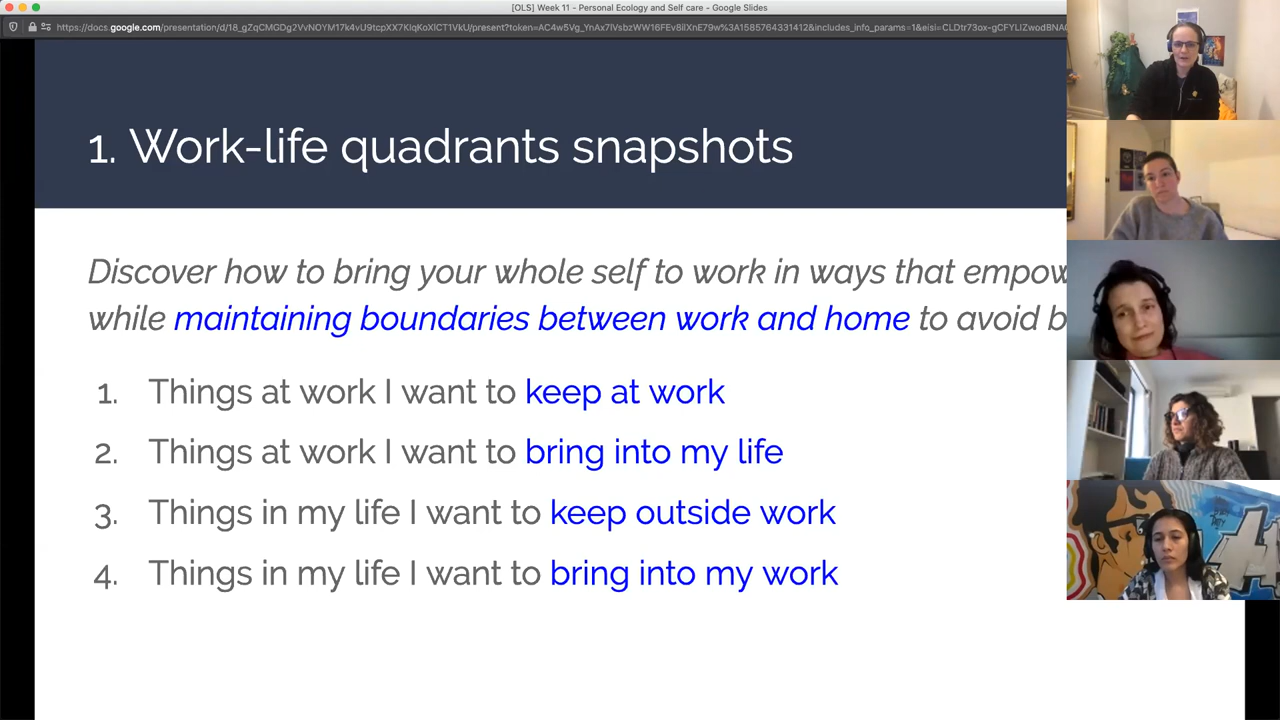 [OLS] Week 11 - Personal Ecology and Self care - Google Slides
https://docs.google.com/presentation/d/18_gZqCMGDg2VvNOYM17k4vU9tcpXX7KIqKoXlCT1VkU/present?token=AC4w5Vg_YnAx7lVsbzWW16FEv8ilXnE79w%3A1585764331412&includes_info_params=1&eisi=CLDtr73ox-gCFYLIZwodBNAC
1. Work-life quadrants snapshots
Discover how to bring your whole self to work in ways that empow
while maintaining boundaries between work and home to avoid b
1. Things at work I want to keep at work
2. Things at work I want to bring into my life
3. Things in my life I want to keep outside work
4. Things in my life I want to bring into my work